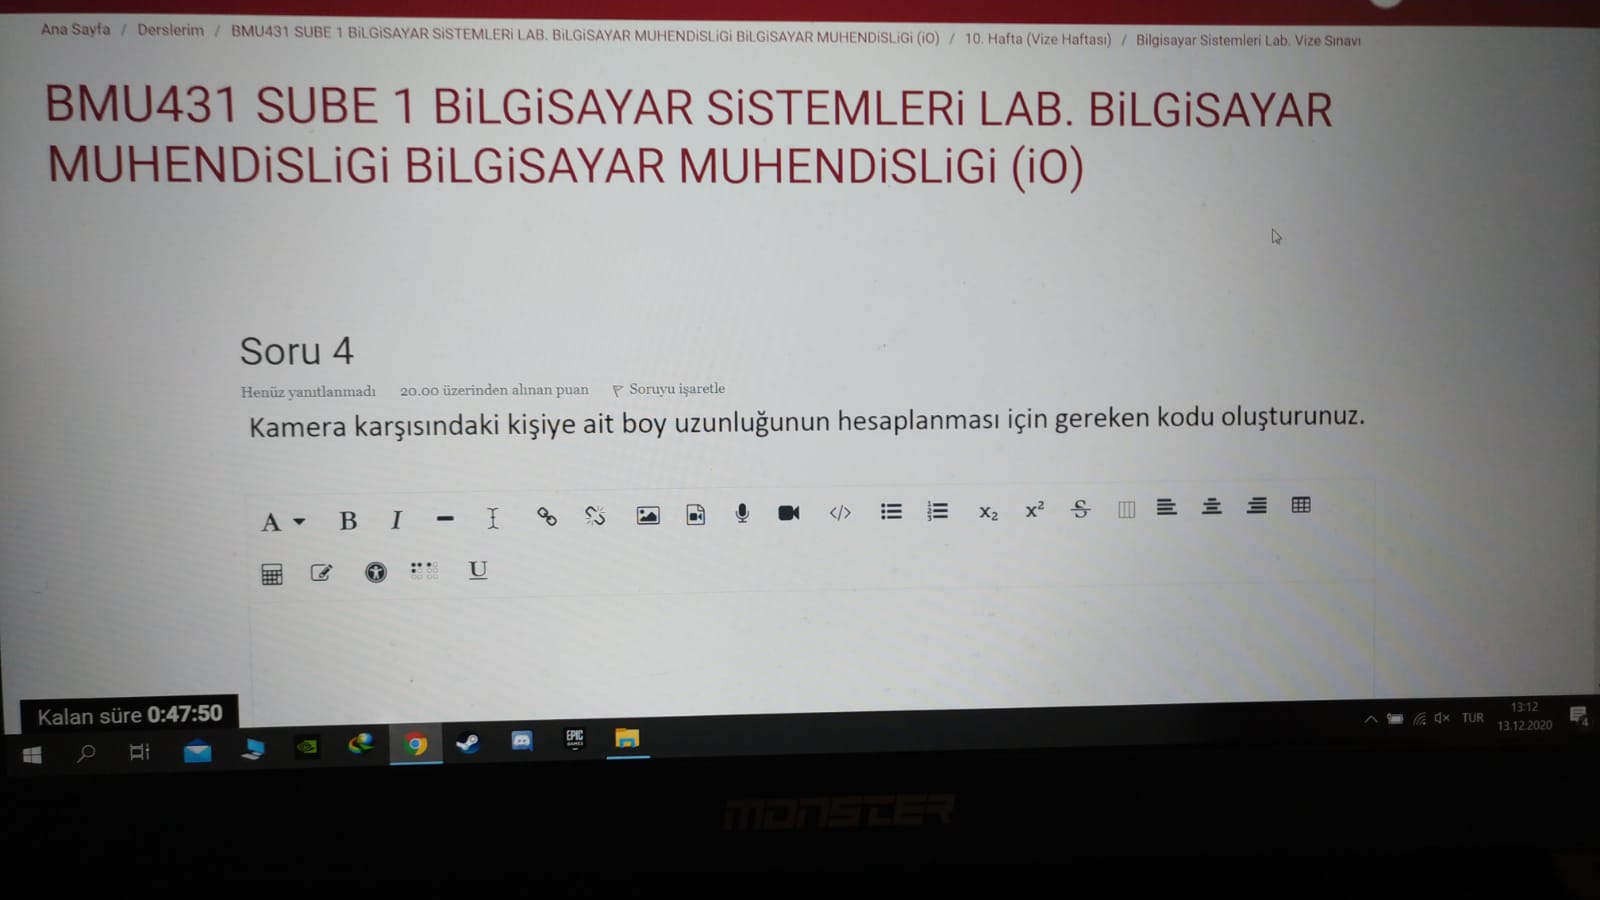 Ana Sayfa / Derslerim / BMU431 SUBE 1 BiLGiSAYAR SiSTEMLERi LAB. BiLGiSAYAR MUHENDiSLiGi BiLGiSAYAR MUHENDiSLiGi (iO) / 10. Hafta (Vize Haftası) / Bilgisayar Sistemleri Lab. Vize Sınavı
BMU431 SUBE 1 BiLGiSAYAR SiSTEMLERi LAB. BiLGiSAYAR
MUHENDiSLiGi BiLGiSAYAR MUHENDiSLiGi (iO)
Soru 4
Henüz yanıtlanmadı 20.00 üzerinden alınan puan Soruyu işaretle
Kamera karşısındaki kişiye ait boy uzunluğunun hesaplanması için gereken kodu oluşturunuz.
A B I x₂ x² S
U
Kalan süre 0:47:50
EPIC GAMES
TUR
13:12
13.12.2020
4
MONSTER